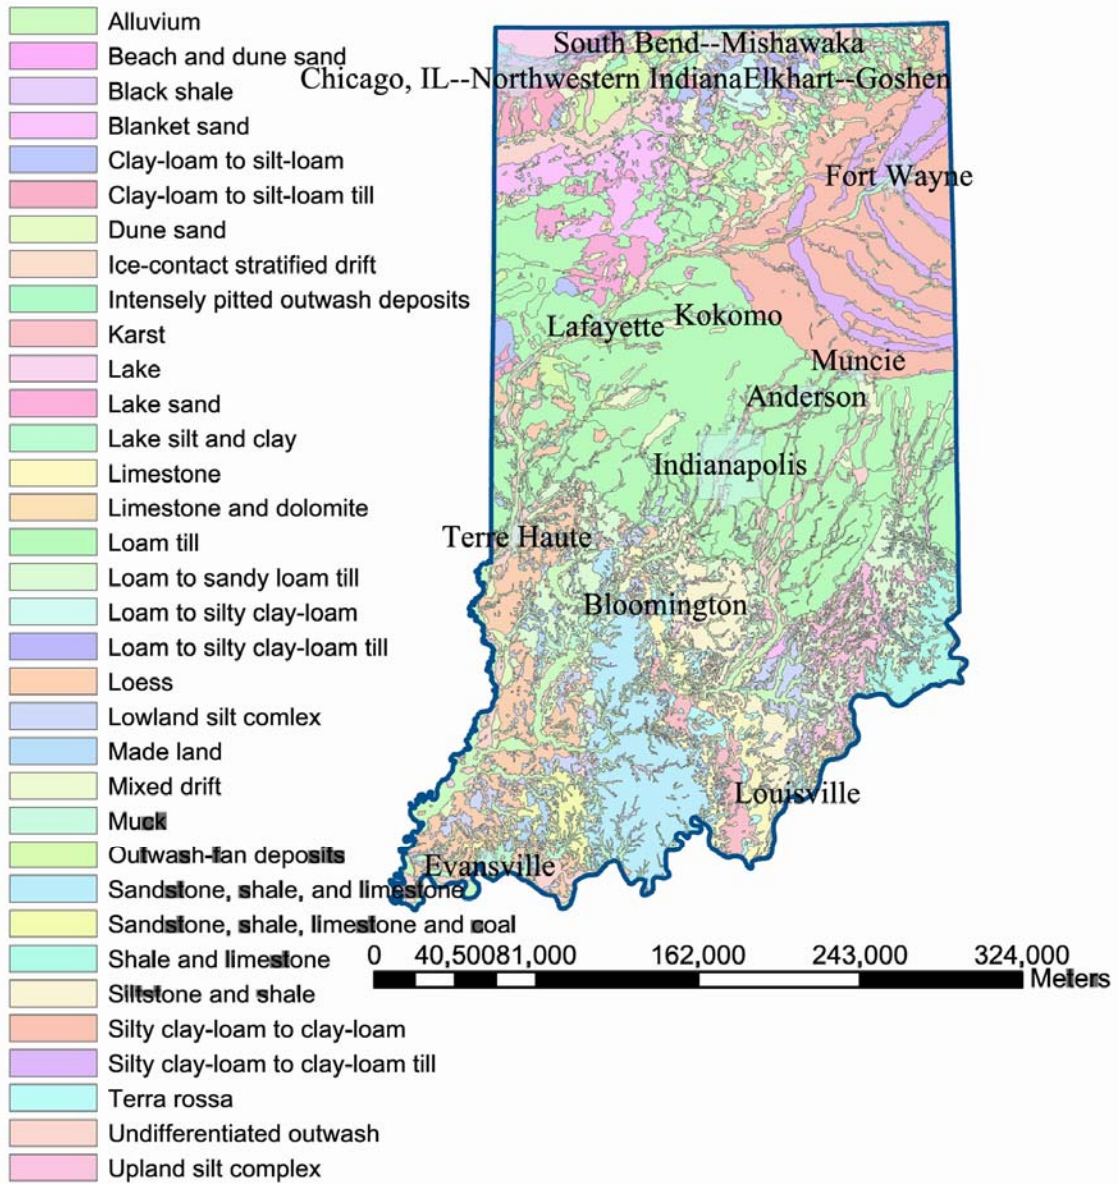 Alluvium
Beach and dune sand
Black shale
Blanket sand
Clay-loam to silt-loam
Clay-loam to silt-loam till
Dune sand
Ice-contact stratified drift
Intensely pitted outwash deposits
Karst
Lake
Lake sand
Lake silt and clay
Limestone
Limestone and dolomite
Loam till
Loam to sandy loam till
Loam to silty clay-loam
Loam to silty clay-loam till
Loess
Lowland silt comlex
Made land
Mixed drift
Muck
Outwash-fan deposits
Sandstone, shale, and limestone
Sandstone, shale, limestone and coal
Shale and limestone
Siltstone and shale
Silty clay-loam to clay-loam
Silty clay-loam to clay-loam till
Terra rossa
Undifferentiated outwash
Upland silt complex
South Bend--Mishawaka
Chicago, IL--Northwestern IndianaElkhart--Goshen
Fort Wayne
Lafayette
Kokomo
Muncie
Anderson
Indianapolis
Terre Haute
Bloomington
Louisville
Evansville
0 40,50081,000 162,000 243,000 324,000
Meters